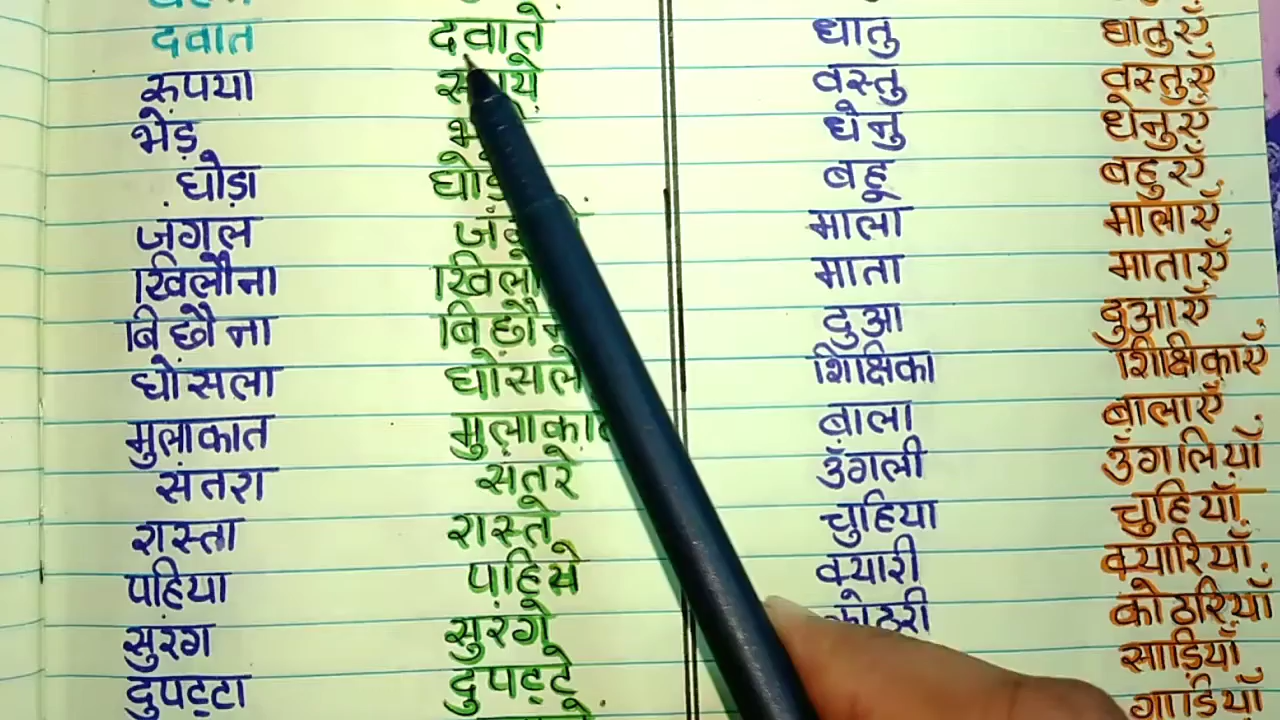 दवात दवाते धातु धातुएँ
रुपया वस्तु वस्तुएँ
भेंड़ धेनु धेनुएँ
घोड़ा बहू बहुएँ
जंगल माला मालाएँ
खिलौना माता माताएँ
बिछौना दुआ दुआएँ
घोंसला घोंसले शिक्षिका शिक्षिकाएँ
मुलाकात बाला बालाएँ
संतरा संतरे उँगली उँगलियाँ
रास्ता रास्ते चुहिया चुहियाँ
पहिया पहिये क्यारी क्यारियाँ
सुरंग सुरंगे कोठरी कोठरियाँ
दुपट्टा दुपट्टे साड़ियाँ
गाड़ियाँ